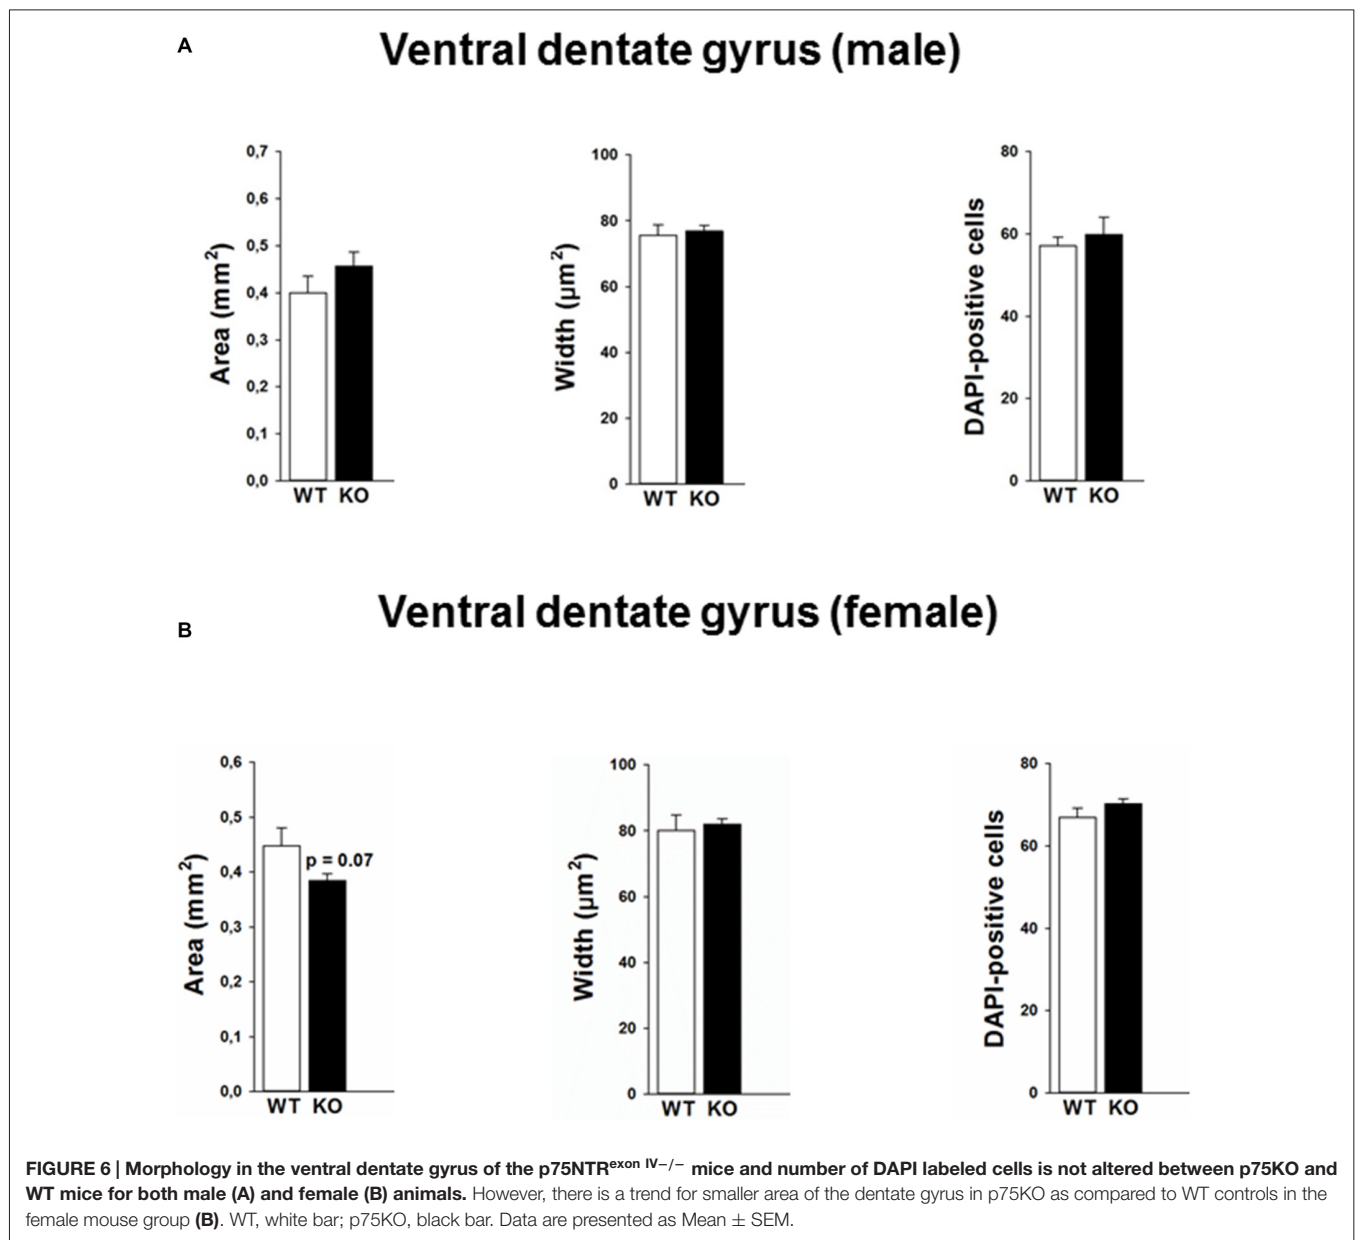 A
Ventral dentate gyrus (male)
Area (mm²)
0,7
0,6
0,5
0,4
0,3
0,2
0,1
0,0
WT KO
Width (µm²)
100
80
60
40
20
0
WT KO
DAPI-positive cells
80
60
40
20
0
WT KO
B
Ventral dentate gyrus (female)
Area (mm²)
0,6
0,5
0,4
0,3
0,2
0,1
0,0
p = 0.07
WT KO
Width (µm²)
100
80
60
40
20
0
WT KO
DAPI-positive cells
80
60
40
20
0
WT KO
FIGURE 6 | Morphology in the ventral dentate gyrus of the p75NTRexon IV−/− mice and number of DAPI labeled cells is not altered between p75KO and
WT mice for both male (A) and female (B) animals. However, there is a trend for smaller area of the dentate gyrus in p75KO as compared to WT controls in the
female mouse group (B). WT, white bar; p75KO, black bar. Data are presented as Mean ± SEM.